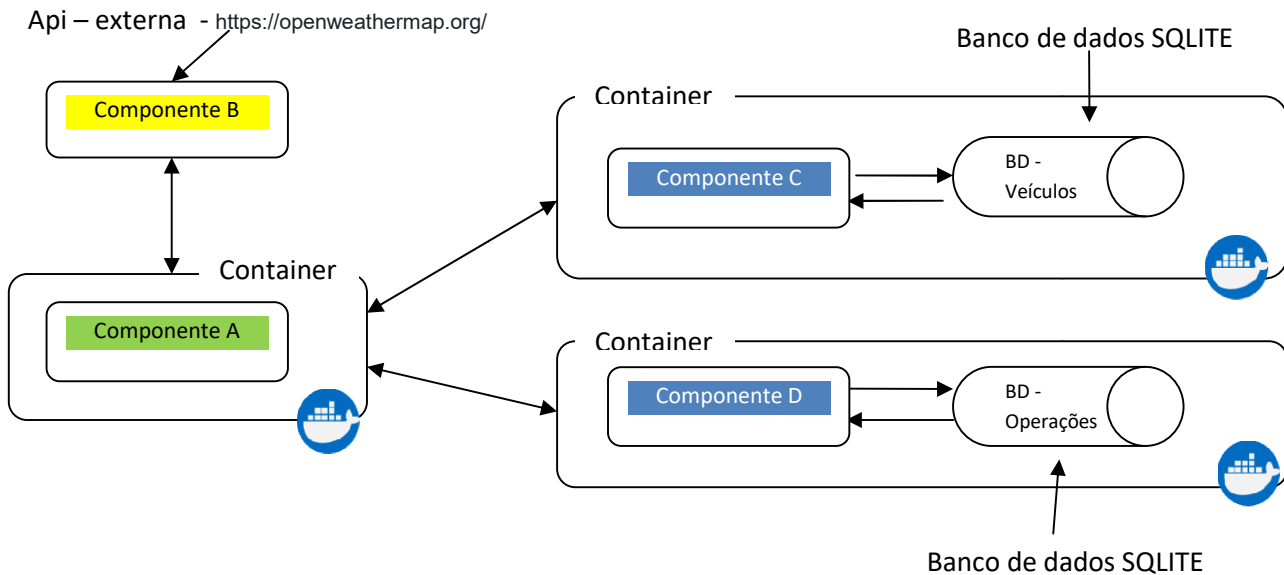 Api – externa - https://openweathermap.org/
Banco de dados SQLITE
Componente B
Container
Componente C
BD -
Veículos
Container
Componente A
Container
Componente D
BD -
Operações
Banco de dados SQLITE